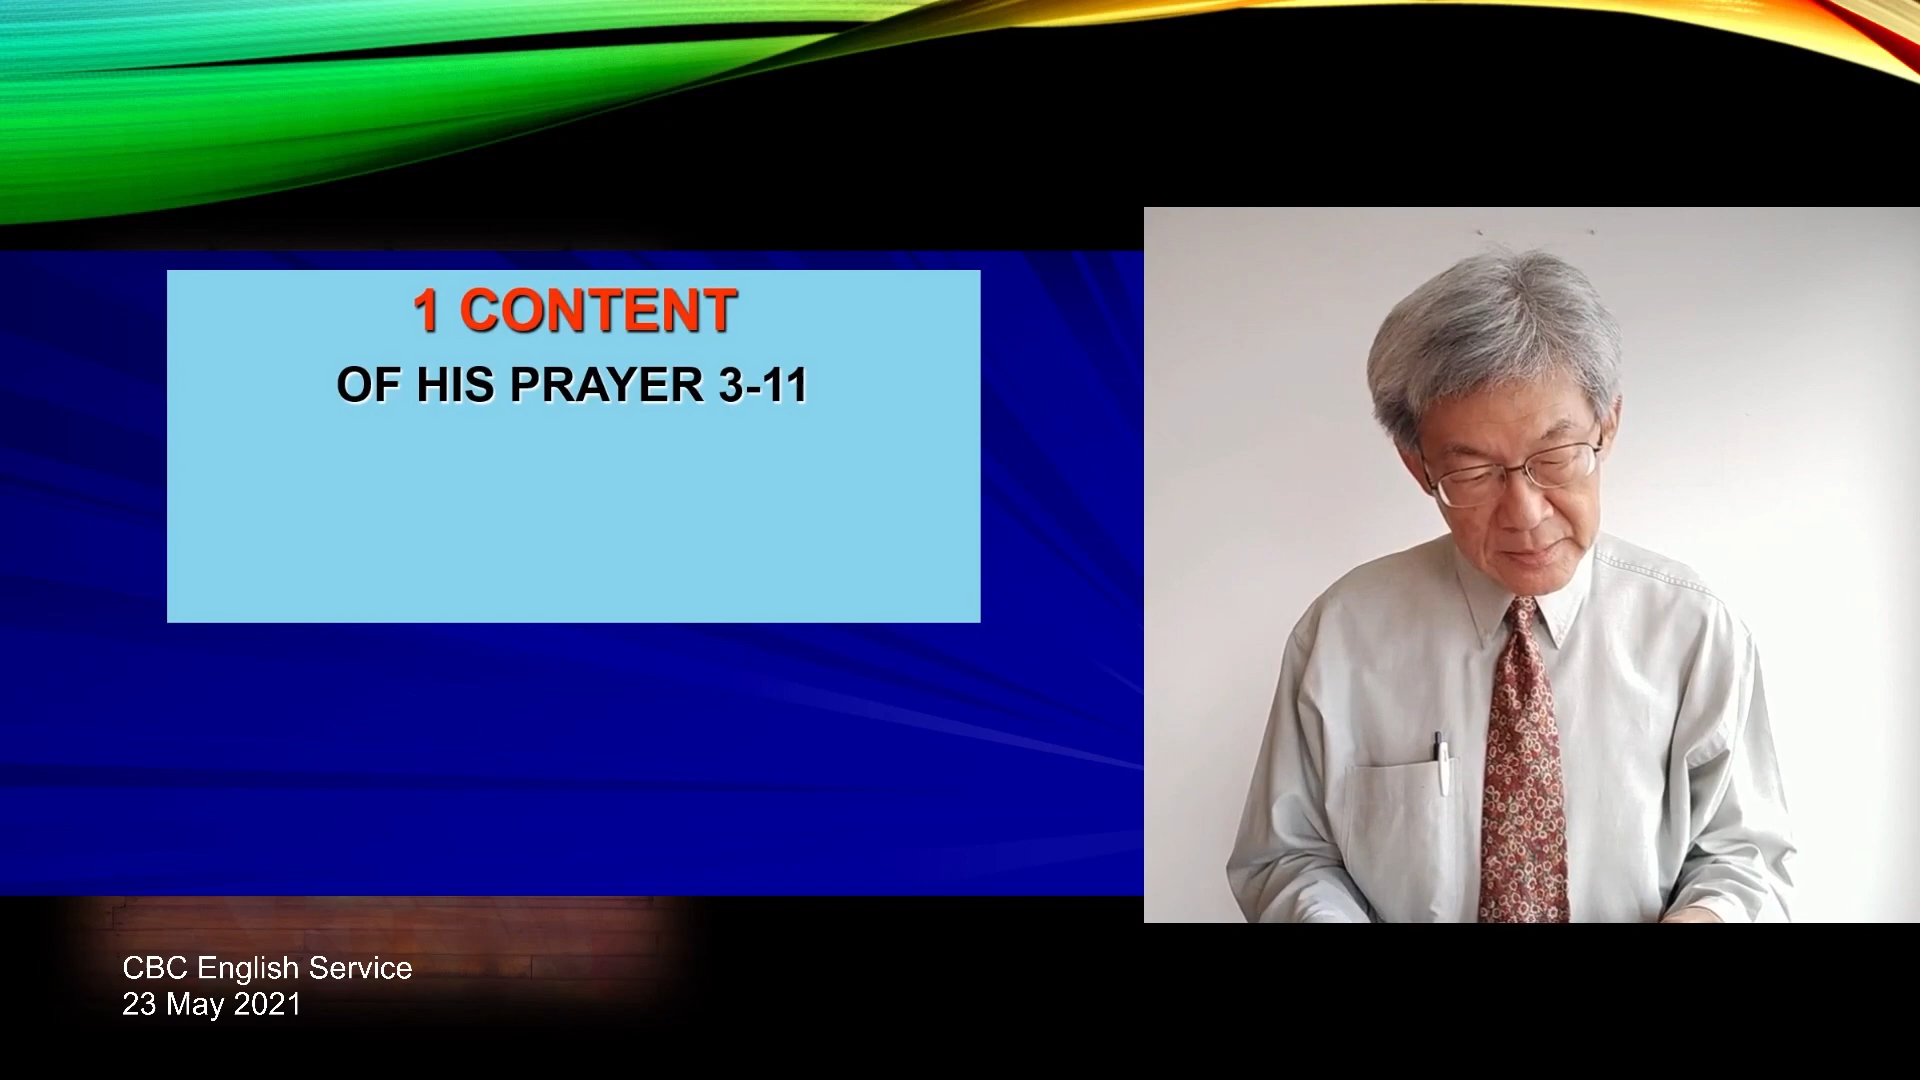 1 CONTENT
OF HIS PRAYER 3-11
CBC English Service
23 May 2021